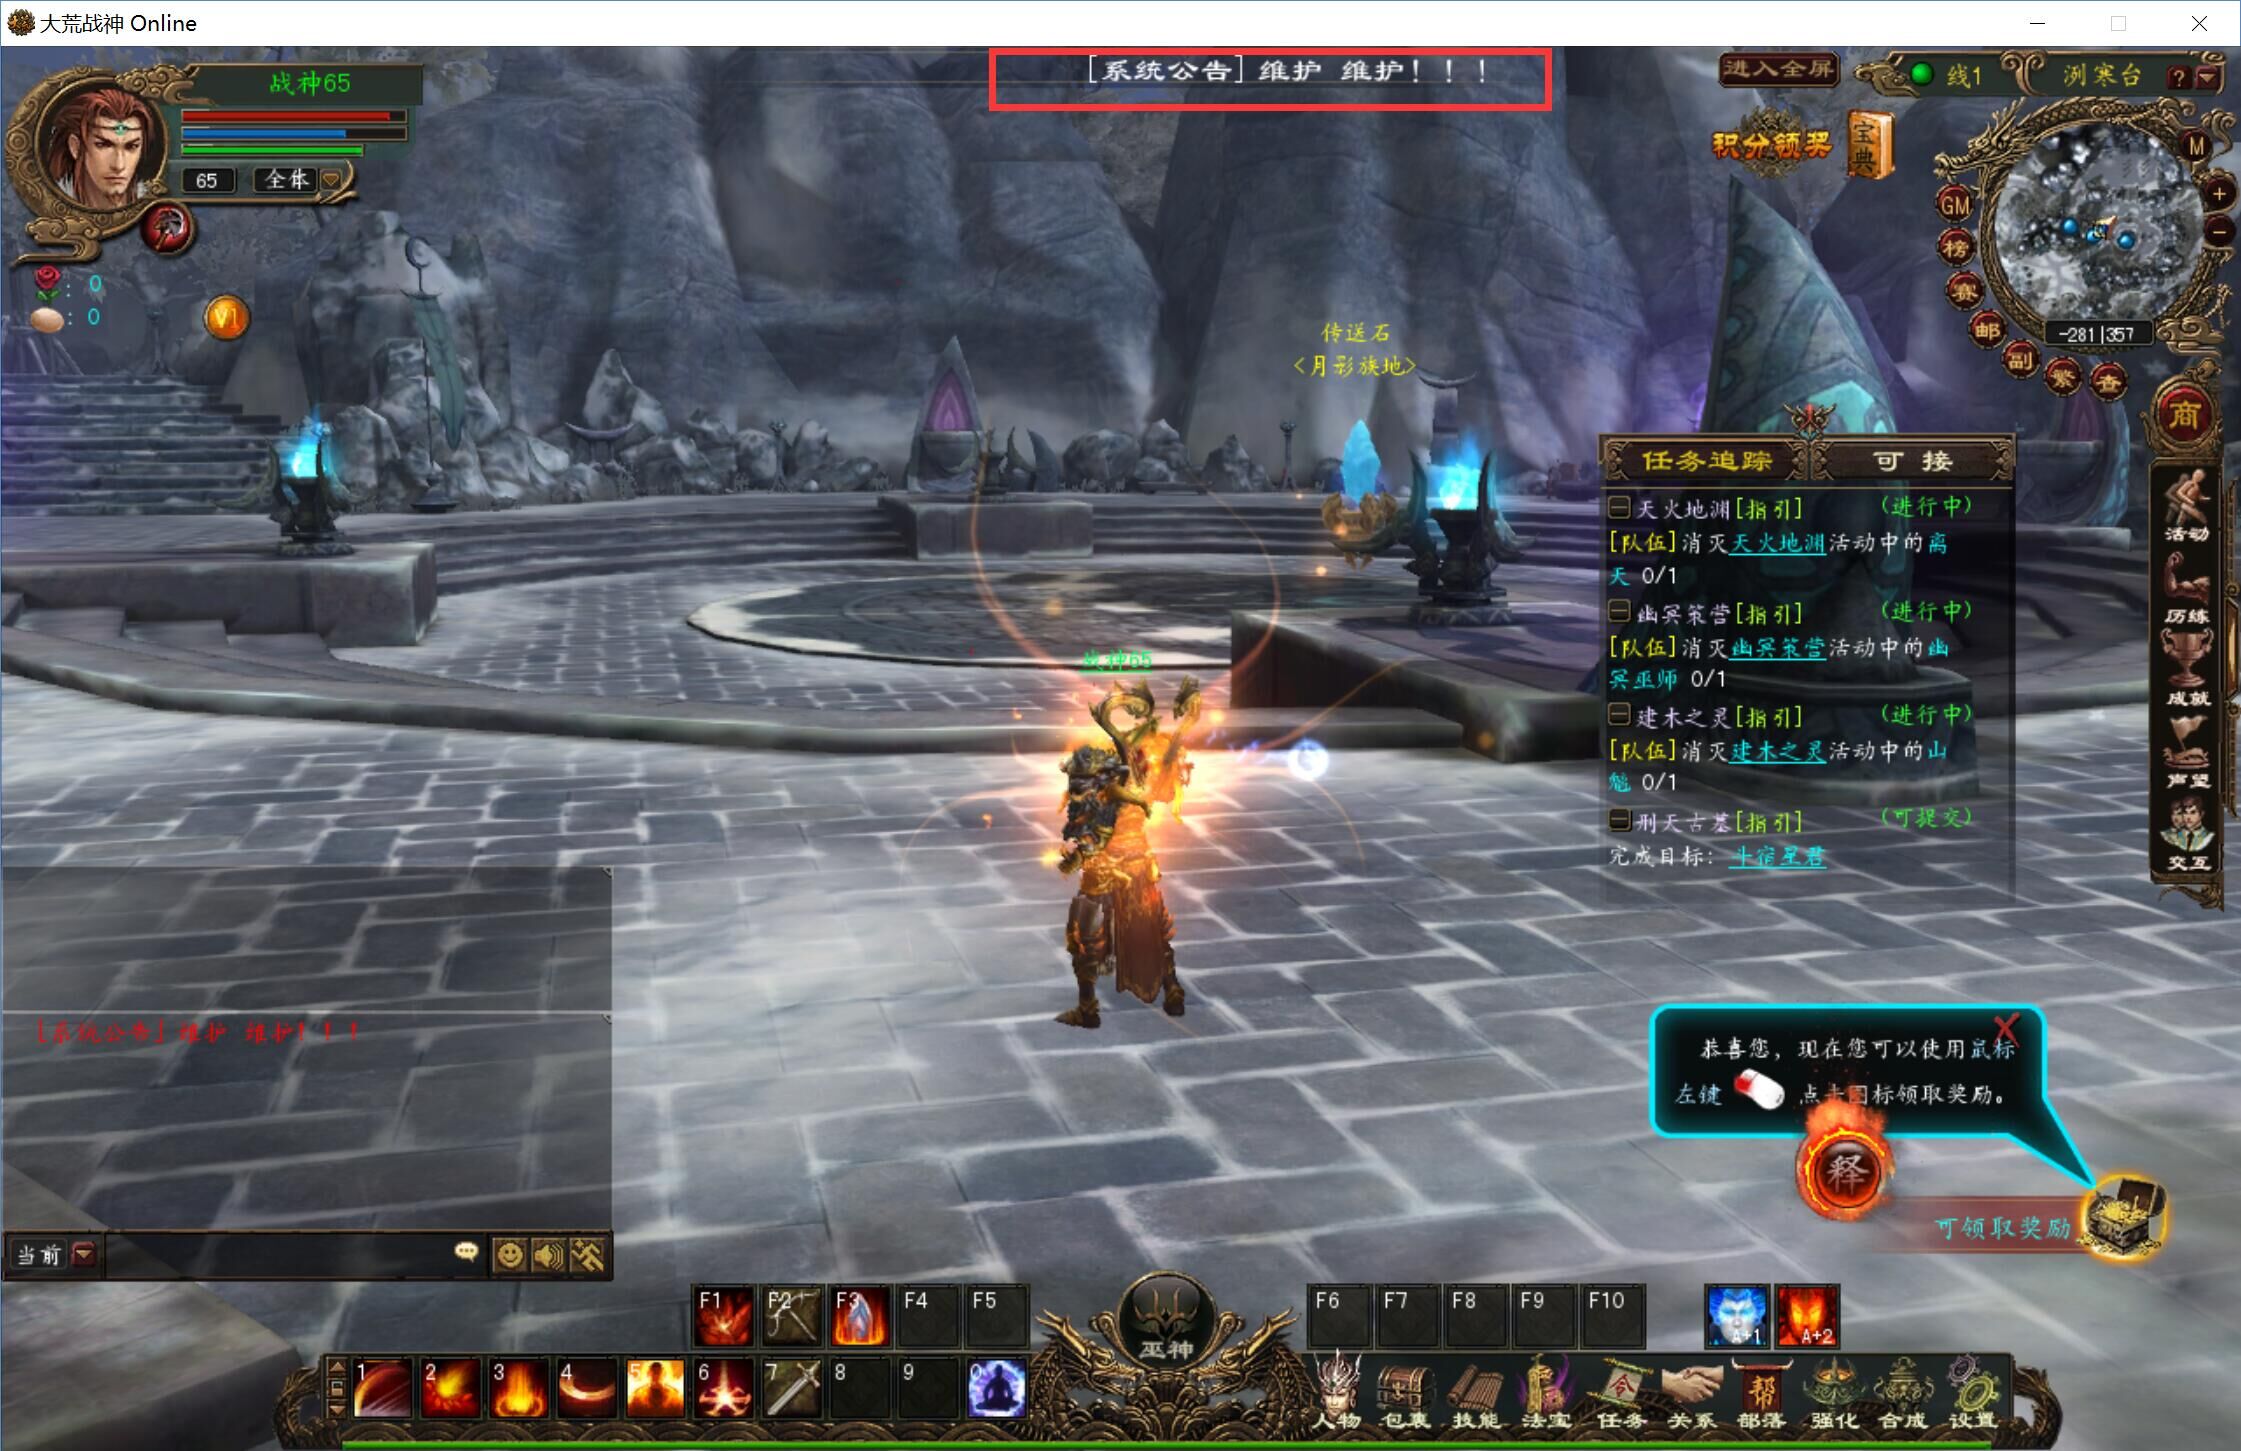 大荒战神 Online
[系统公告] 维护 维护！！！
进入全屏
线1
洌寒台
?
战神65
65
全体
积分领奖
宝典
M
GM
+
榜
-
赛
邮
副
繁
查
-281|357
: 0
: 0
V1
传送石
<月影族地>
商
任务追踪
可 接
天火地渊[指引] (进行中)
[队伍]消灭天火地渊活动中的离
天 0/1
幽冥策营[指引] (进行中)
[队伍]消灭幽冥策营活动中的幽
冥巫师 0/1
建木之灵[指引] (进行中)
[队伍]消灭建木之灵活动中的山
魈 0/1
刑天古墓[指引] (可提交)
完成目标: 斗宿星君
活动
历练
成就
声望
交互
战神65
[系统公告] 维护 维护！！！
恭喜您，现在您可以使用鼠标
左键 点击图标领取奖励。
释
可领取奖励
当前
F1 F2 F3 F4 F5
F6 F7 F8 F9 F10
A+1 A+2
巫神
1 2 3 4 5 6 7 8 9 0
人物 包裹 技能 法宝 任务 关系 部落 强化 合成 设置
令
帮